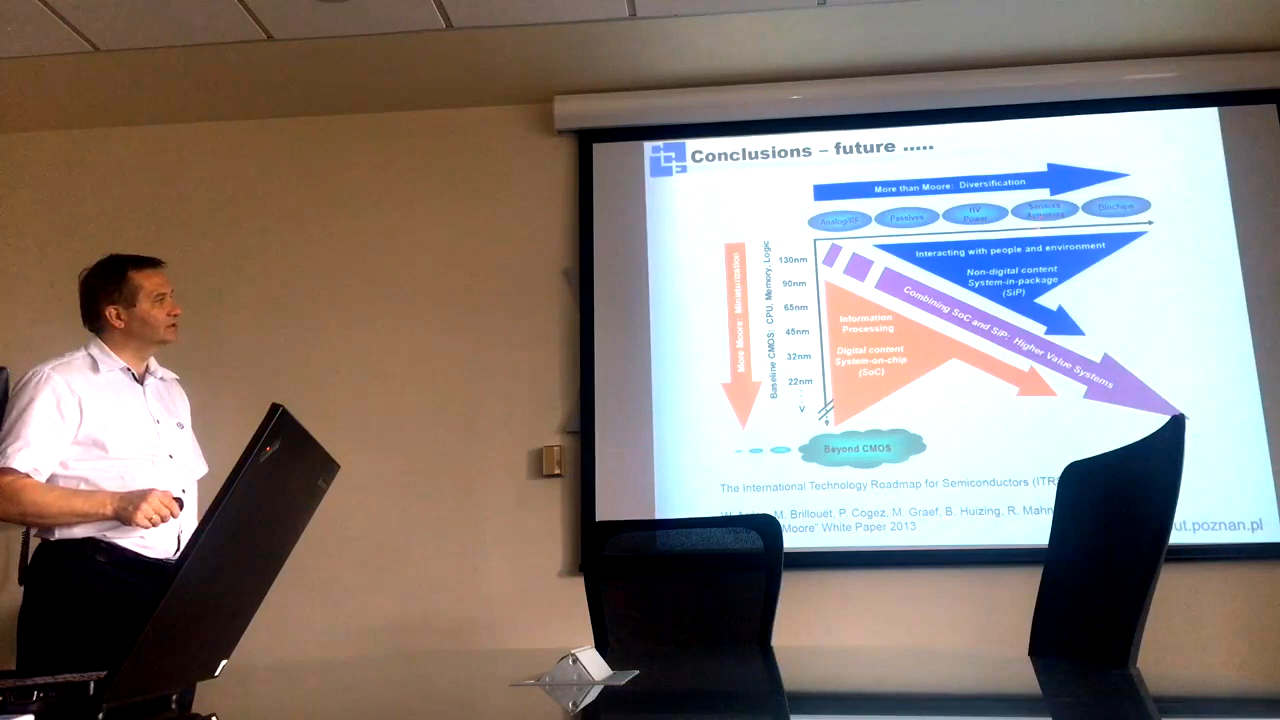 Conclusions – future .....
More than Moore: Diversification
Analog/RF
Passives
HV
Power
Sensors
Actuators
Biochips
More Moore: Miniaturization
Baseline CMOS: CPU, Memory, Logic
130nm
90nm
65nm
45nm
32nm
22nm
V
Interacting with people and environment
Non-digital content
System-in-package
(SiP)
Combining SoC and SiP: Higher Value Systems
Information
Processing
Digital content
System-on-chip
(SoC)
Beyond CMOS
The International Technology Roadmap for Semiconductors (ITR
M. Brillouët, P. Cogez, M. Graef, B. Huizing, R. Mahn
Moore" White Paper 2013
ut.poznan.pl